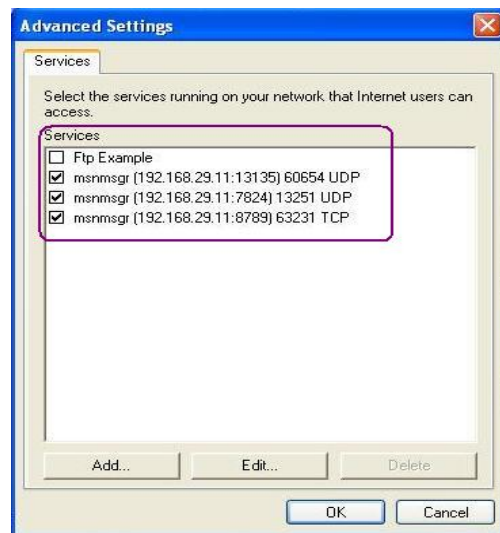 Advanced Settings
Services
Select the services running on your network that Internet users can
access.
Services
Ftp Example
msnmsgr (192.168.29.11:13135) 60654 UDP
msnmsgr (192.168.29.11:7824) 13251 UDP
msnmsgr (192.168.29.11:8789) 63231 TCP
Add...
Edit...
Delete
OK
Cancel